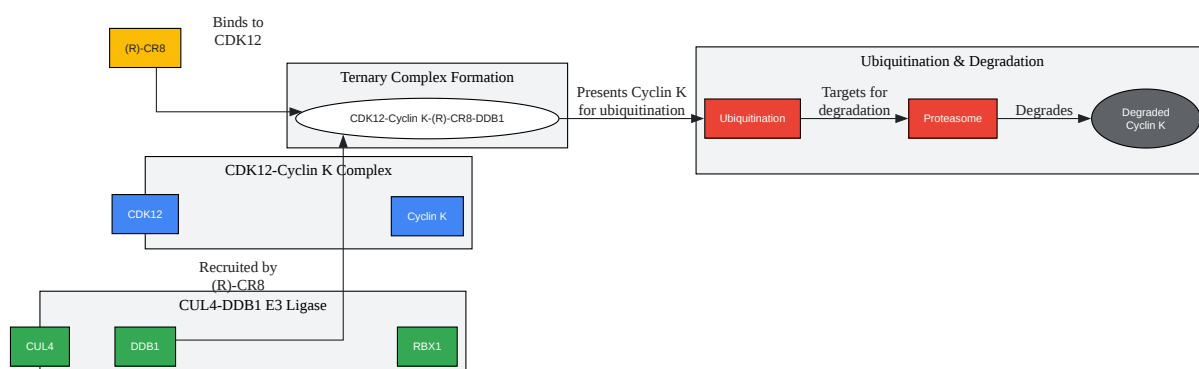 Binds to
CDK12
(R)-CR8
Ternary Complex Formation
CDK12-Cyclin K-(R)-CR8-DDB1
Presents Cyclin K
for ubiquitination
Ubiquitination & Degradation
Ubiquitination
Targets for
degradation
Proteasome
Degrades
Degraded
Cyclin K
CDK12-Cyclin K Complex
CDK12
Cyclin K
Recruited by
(R)-CR8
CUL4-DDB1 E3 Ligase
CUL4
DDB1
RBX1